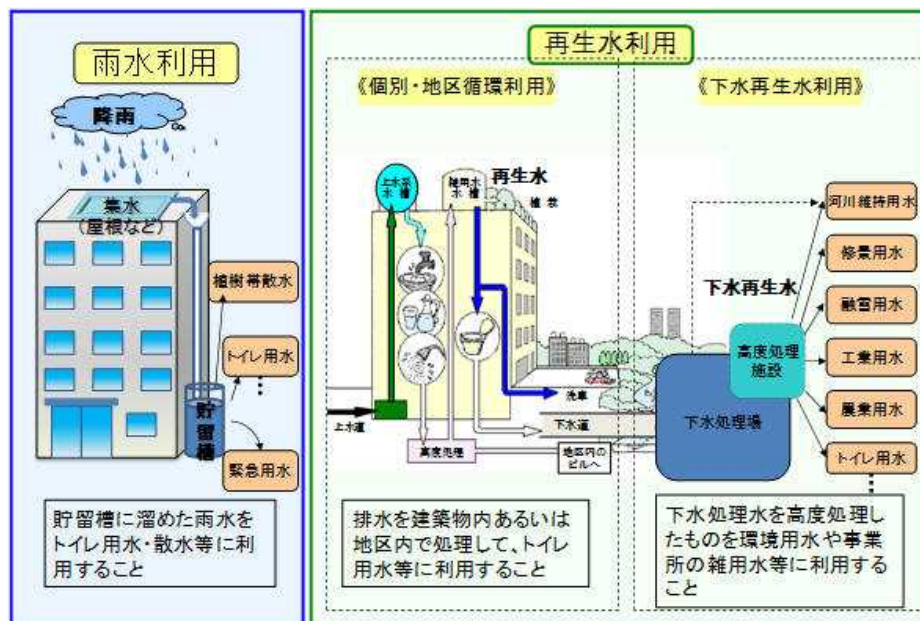 雨水利用
降雨
集水
(屋根など)
植樹帯散水
トイレ用水
貯留槽
緊急用水
貯留槽に溜めた雨水を
トイレ用水・散水等に利
用すること
再生水利用
《個別・地区循環利用》
上水系
水槽
雑用水
水槽
再生水
植栽
洗車
上水道
下水道
高度処理
地区内の
ビルへ
排水を建築物内あるいは
地区内で処理して、トイレ
用水等に利用すること
《下水再生水利用》
下水再生水
高度処理
施設
下水処理場
河川維持用水
修景用水
融雪用水
工業用水
農業用水
トイレ用水
下水処理水を高度処理し
たものを環境用水や事業
所の雑用水等に利用する
こと